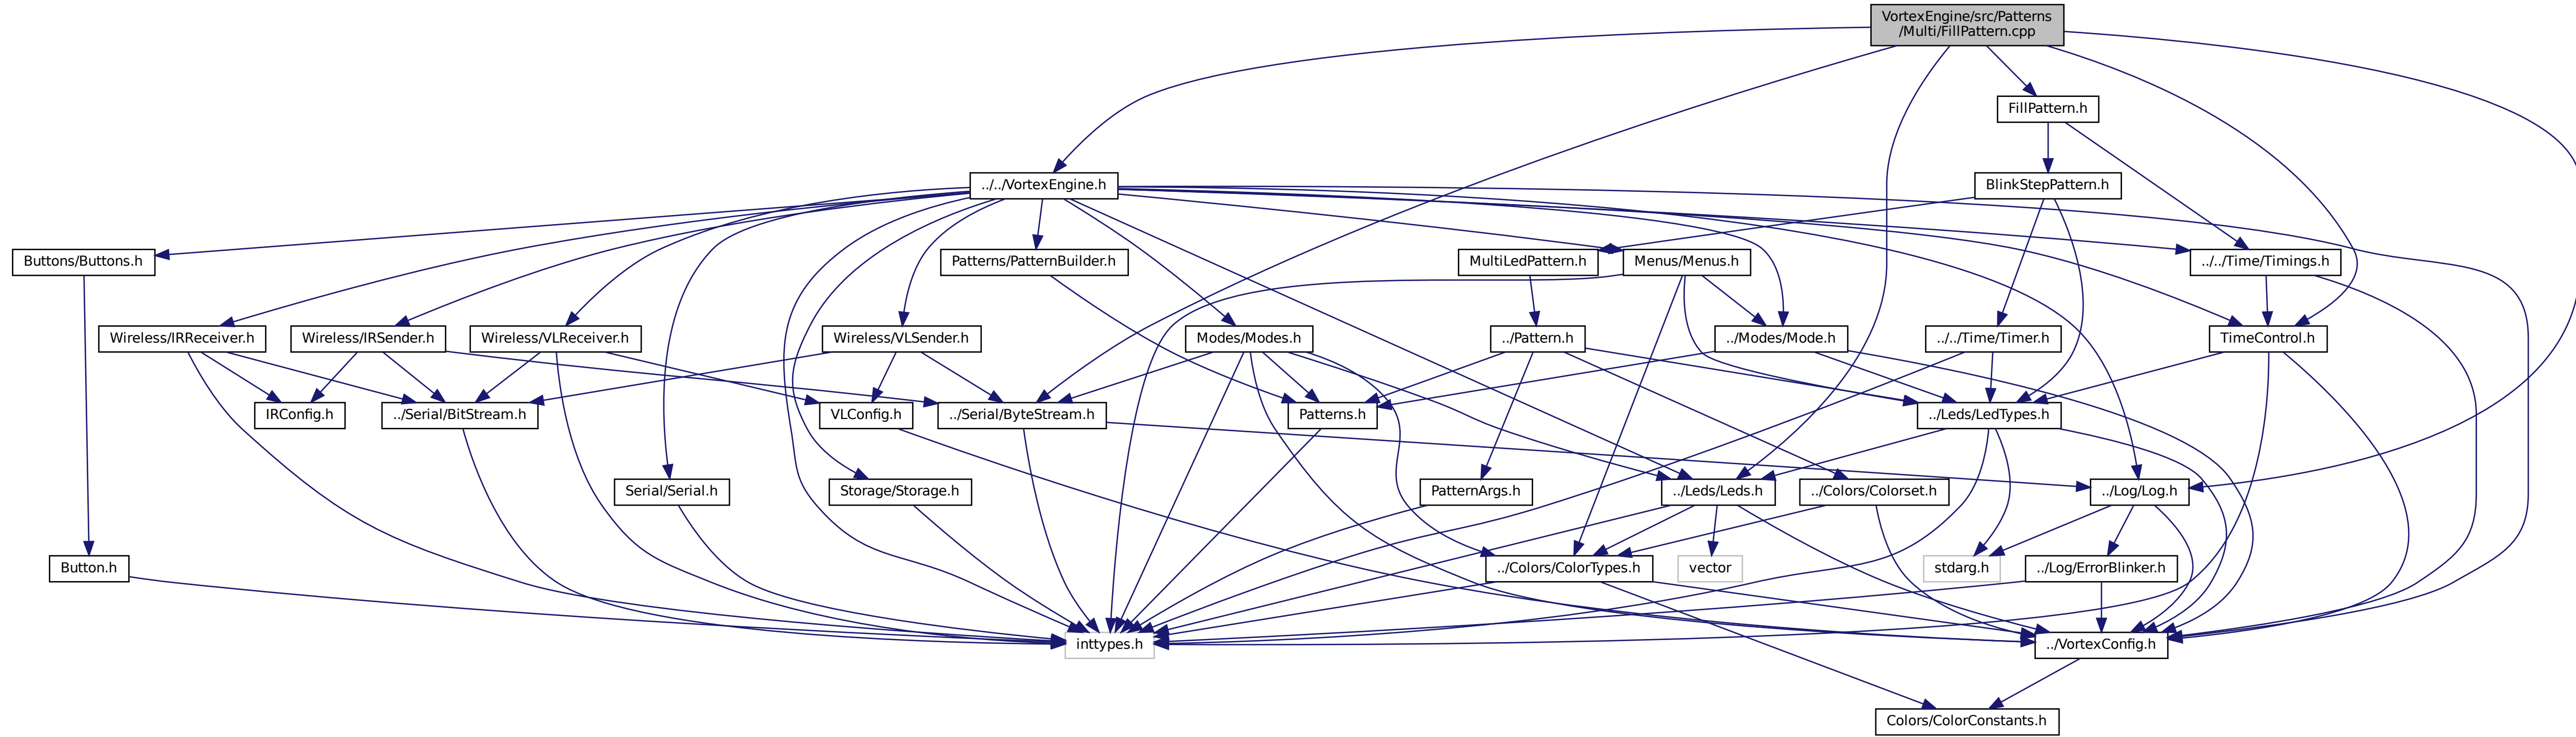 VortexEngine/src/Patterns
/Multi/FillPattern.cpp
FillPattern.h
../../VortexEngine.h
BlinkStepPattern.h
Buttons/Buttons.h
Patterns/PatternBuilder.h
MultiLedPattern.h
Menus/Menus.h
../../Time/Timings.h
Wireless/IRReceiver.h
Wireless/IRSender.h
Wireless/VLReceiver.h
Wireless/VLSender.h
Modes/Modes.h
../Pattern.h
../Modes/Mode.h
../../Time/Timer.h
TimeControl.h
IRConfig.h
../Serial/BitStream.h
VLConfig.h
../Serial/ByteStream.h
Patterns.h
../Leds/LedTypes.h
Serial/Serial.h
Storage/Storage.h
PatternArgs.h
../Leds/Leds.h
../Colors/Colorset.h
../Log/Log.h
Button.h
../Colors/ColorTypes.h
vector
stdarg.h
../Log/ErrorBlinker.h
inttypes.h
../VortexConfig.h
Colors/ColorConstants.h